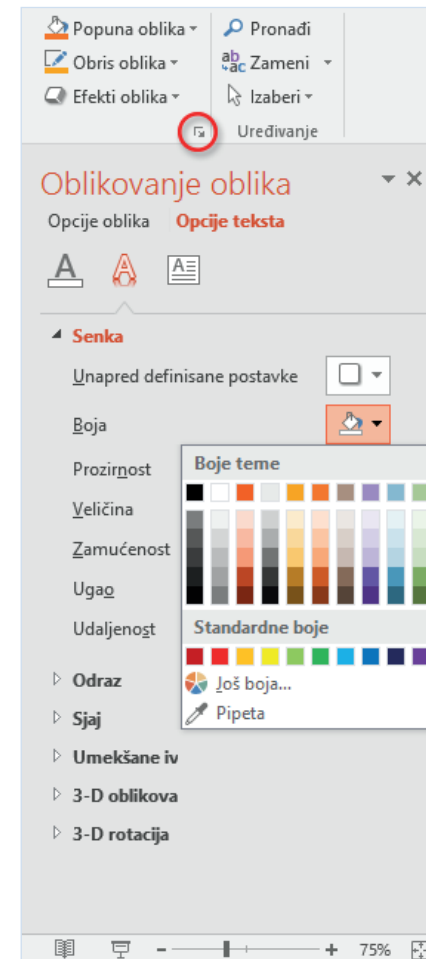 Popuna oblika
Pronađi
Obris oblika
ab
ac Zameni
Efekti oblika
Izaberi
Uređivanje
Oblikovanje oblika
Opcije oblika Opcije teksta
A A A
Senka
Unapred definisane postavke
Boja
Prozirnost
Boje teme
Veličina
Zamućenost
Ugao
Udaljenost
Standardne boje
Još boja...
Pipeta
Odraz
Sjaj
Umekšane iv
3-D oblikova
3-D rotacija
75%